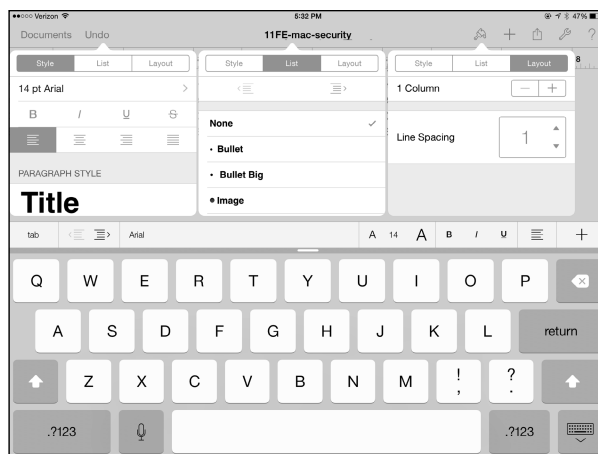 Verizon 5:32 PM 47%
Documents Undo 11FE-mac-security ?
8
Style List Layout
14 pt Arial
B I U S
PARAGRAPH STYLE
Title
Style List Layout
None
• Bullet
• Bullet Big
• Image
Style List Layout
1 Column − +
Line Spacing 1
tab Arial A 14 A B I U +
Q W E R T Y U I O P
A S D F G H J K L return
Z X C V B N M ! , ? .
.?123 .?123